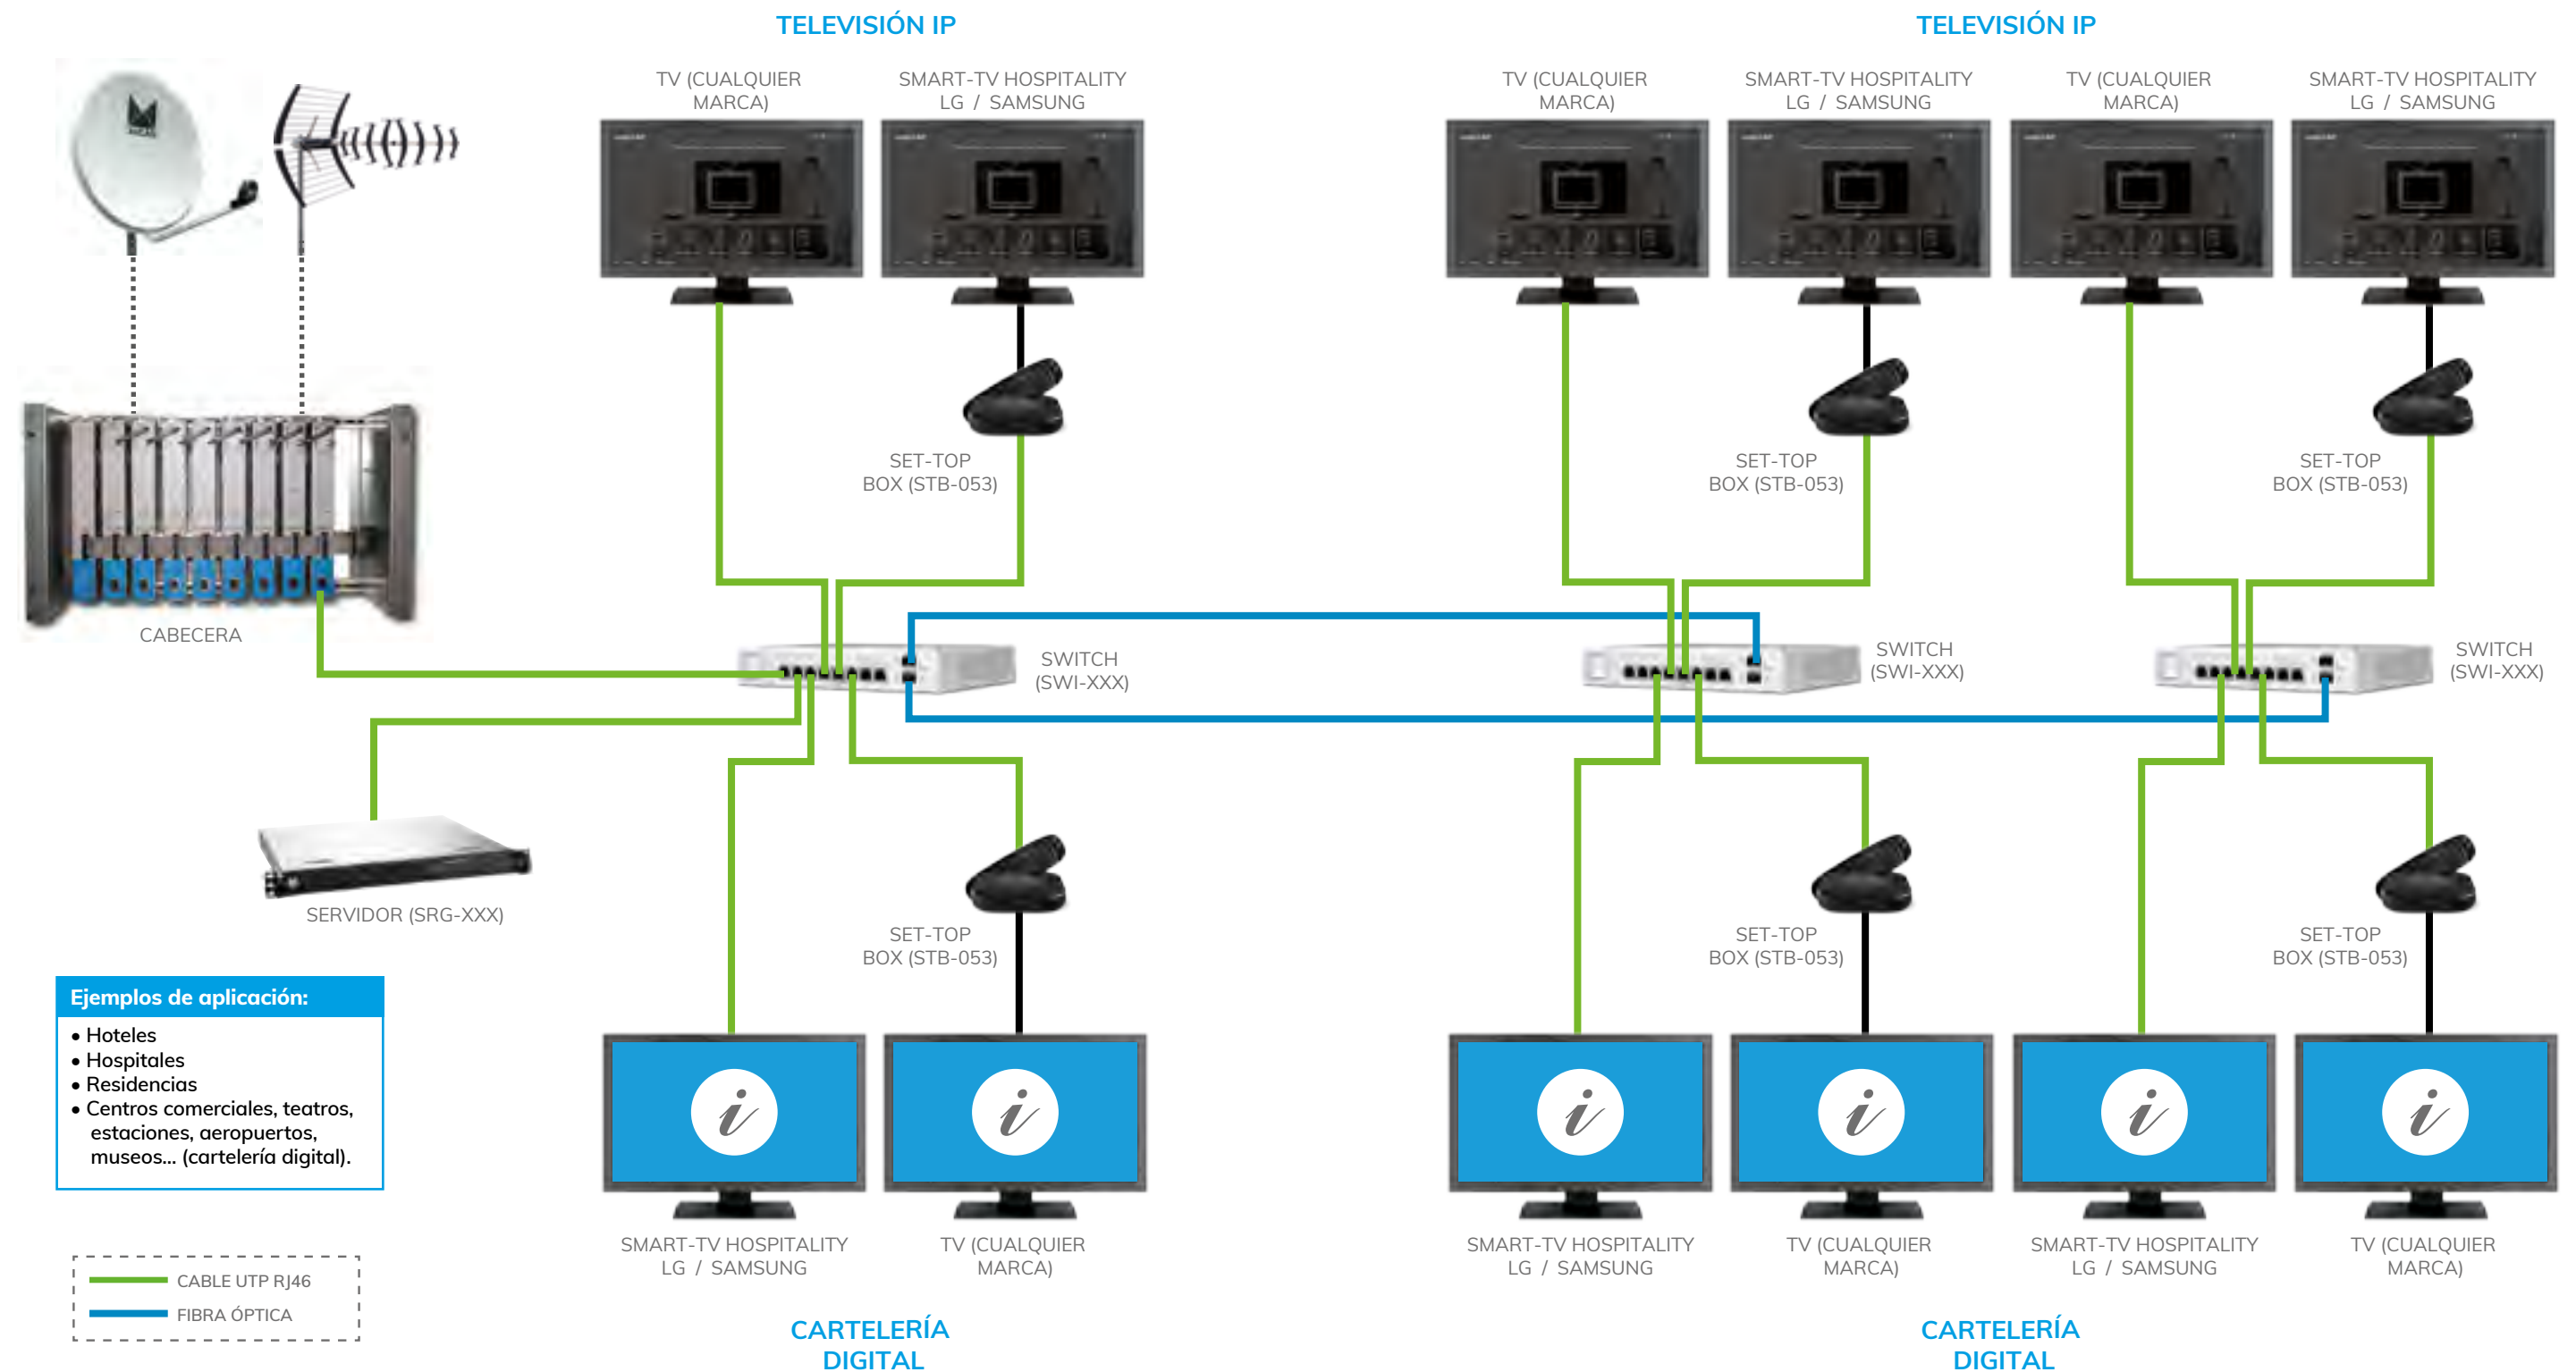 TELEVISIÓN IP
TELEVISIÓN IP
TV (CUALQUIER
MARCA)
SMART-TV HOSPITALITY
LG / SAMSUNG
TV (CUALQUIER
MARCA)
SMART-TV HOSPITALITY
LG / SAMSUNG
TV (CUALQUIER
MARCA)
SMART-TV HOSPITALITY
LG / SAMSUNG
SET-TOP
BOX (STB-053)
SET-TOP
BOX (STB-053)
SET-TOP
BOX (STB-053)
CABECERA
SWITCH
(SWI-XXX)
SWITCH
(SWI-XXX)
SWITCH
(SWI-XXX)
SERVIDOR (SRG-XXX)
SET-TOP
BOX (STB-053)
SET-TOP
BOX (STB-053)
SET-TOP
BOX (STB-053)
Ejemplos de aplicación:
• Hoteles
• Hospitales
• Residencias
• Centros comerciales, teatros,
estaciones, aeropuertos,
museos... (cartelería digital).
i
i
i
i
i
i
SMART-TV HOSPITALITY
LG / SAMSUNG
TV (CUALQUIER
MARCA)
SMART-TV HOSPITALITY
LG / SAMSUNG
TV (CUALQUIER
MARCA)
SMART-TV HOSPITALITY
LG / SAMSUNG
TV (CUALQUIER
MARCA)
CABLE UTP RJ46
FIBRA ÓPTICA
CARTELERÍA
DIGITAL
CARTELERÍA
DIGITAL